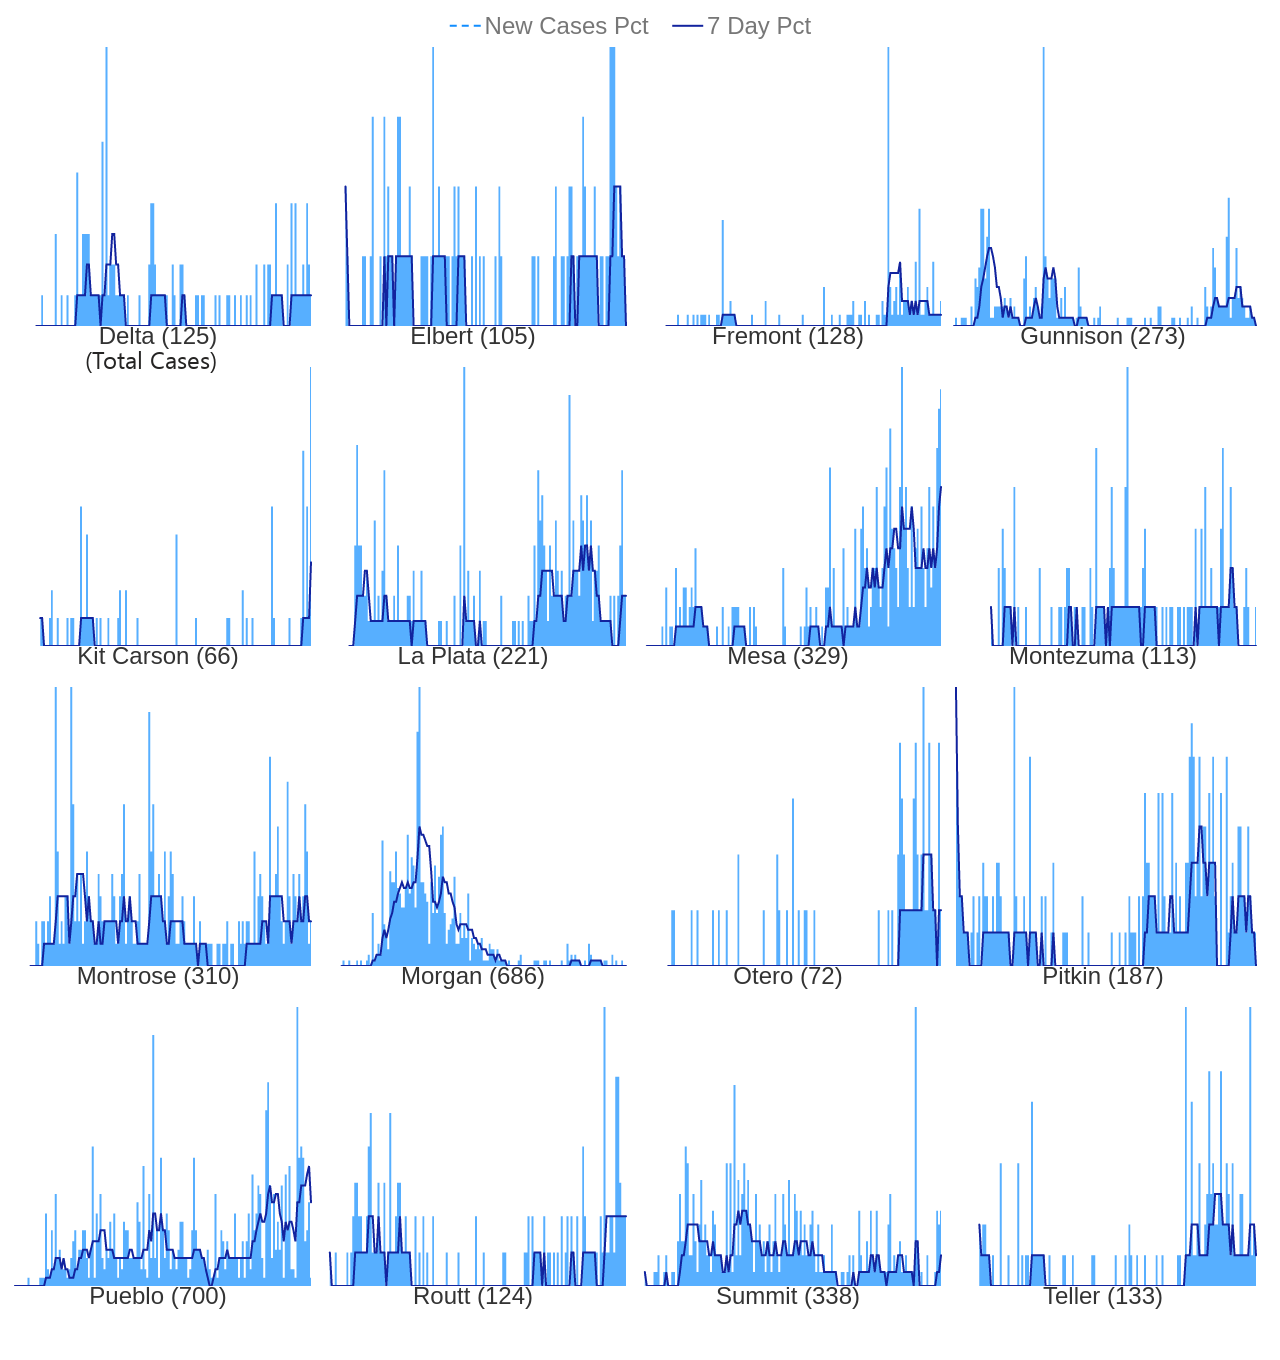 New Cases Pct 7 Day Pct
Delta (125) Elbert (105) Fremont (128) Gunnison (273)
(Total Cases)
Kit Carson (66) La Plata (221) Mesa (329) Montezuma (113)
Montrose (310) Morgan (686) Otero (72) Pitkin (187)
Pueblo (700) Routt (124) Summit (338) Teller (133)